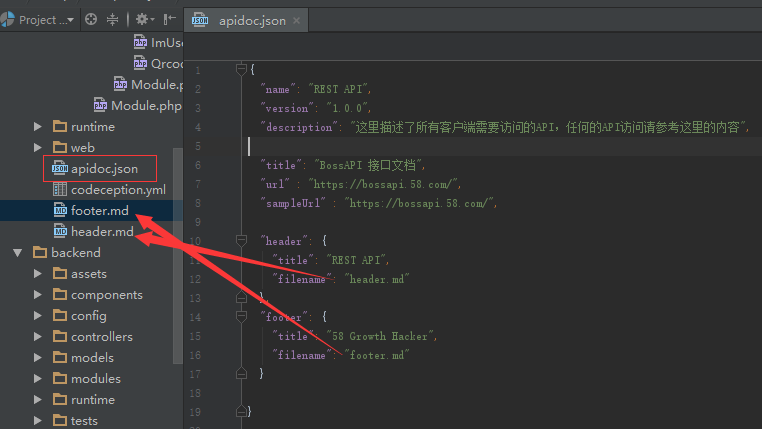 Project ...
apidoc.json
ImUse
Qrcod
Module.
Module.php
runtime
web
apidoc.json
codeception.yml
footer.md
header.md
backend
assets
components
config
controllers
models
modules
runtime
tests
1 {
2 "name": "REST API",
3 "version": "1.0.0",
4 "description": "这里描述了所有客户端需要访问的API，任何的API访问请参考这里的内容",
5
6 "title": "BossAPI 接口文档",
7 "url" : "https://bossapi.58.com/",
8 "sampleUrl" : "https://bossapi.58.com/",
9
10 "header": {
11 "title": "REST API",
12 "filename": "header.md"
13 },
14 "footer": {
15 "title": "58 Growth Hacker",
16 "filename": "footer.md"
17 }
18
19 }